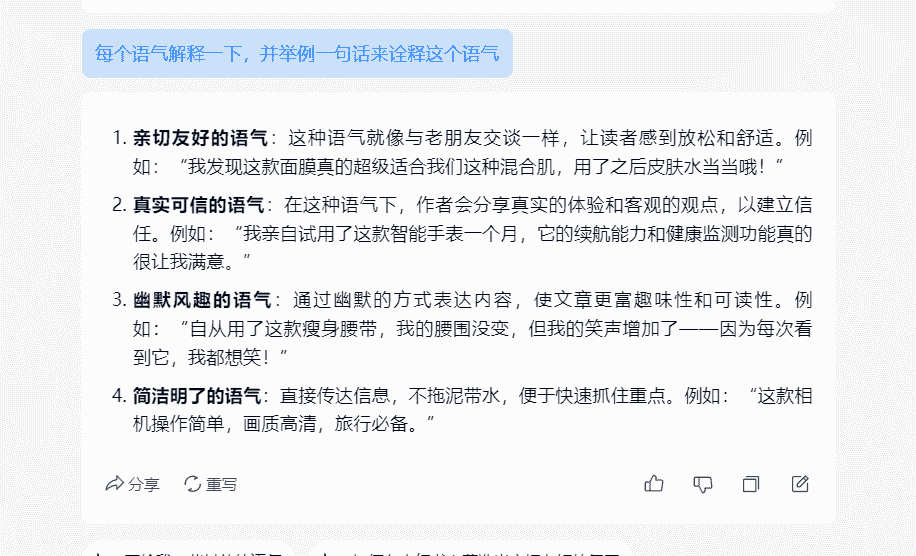 每个语气解释一下，并举例一句话来诠释这个语气
1. 亲切友好的语气：这种语气就像与老朋友交谈一样，让读者感到放松和舒适。例
如：“我发现这款面膜真的超级适合我们这种混合肌，用了之后皮肤水当当哦！”
2. 真实可信的语气：在这种语气下，作者会分享真实的体验和客观的观点，以建立信
任。例如：“我亲自试用了这款智能手表一个月，它的续航能力和健康监测功能真的
很让我满意。”
3. 幽默风趣的语气：通过幽默的方式表达内容，使文章更富趣味性和可读性。例
如：“自从用了这款瘦身腰带，我的腰围没变，但我的笑声增加了——因为每次看
到它，我都想笑！”
4. 简洁明了的语气：直接传达信息，不拖泥带水，便于快速抓住重点。例如：“这款相
机操作简单，画质高清，旅行必备。”
分享 重写